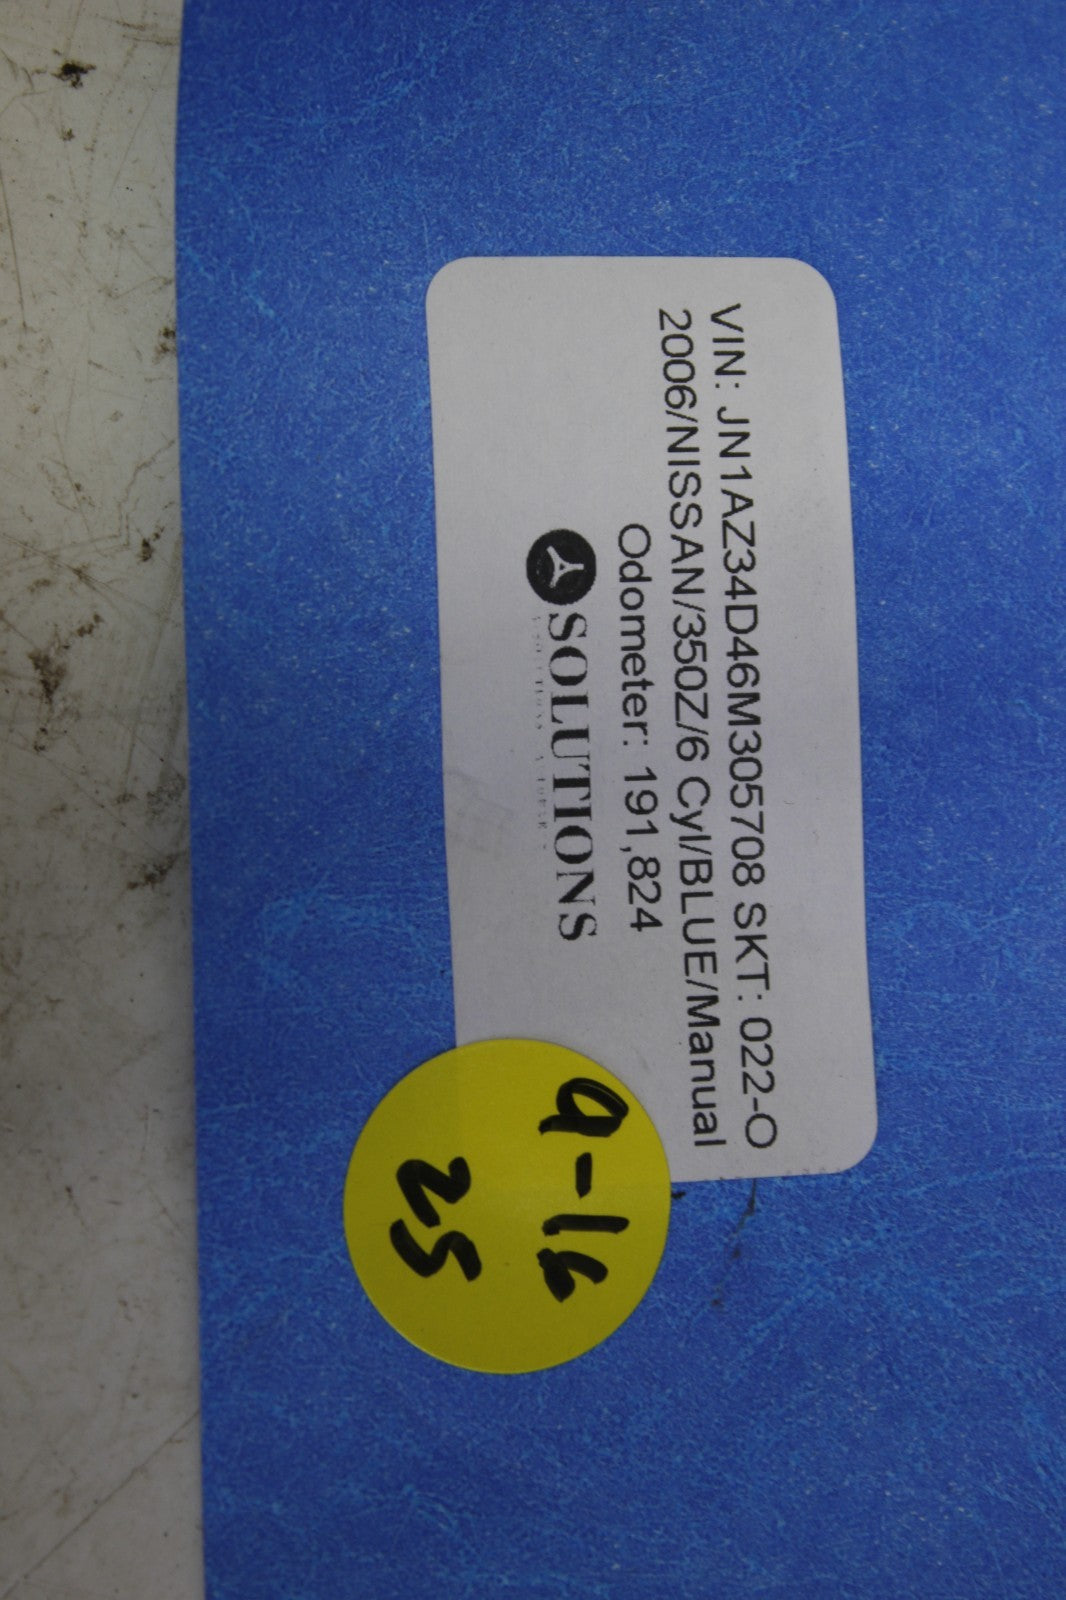 VIN: JN1AZ34D46M305708 SKT: 022-O
2006/NISSAN/350Z/6 Cyl/BLUE/Manual
Odometer: 191,824
SOLUTIONS
9-16
25